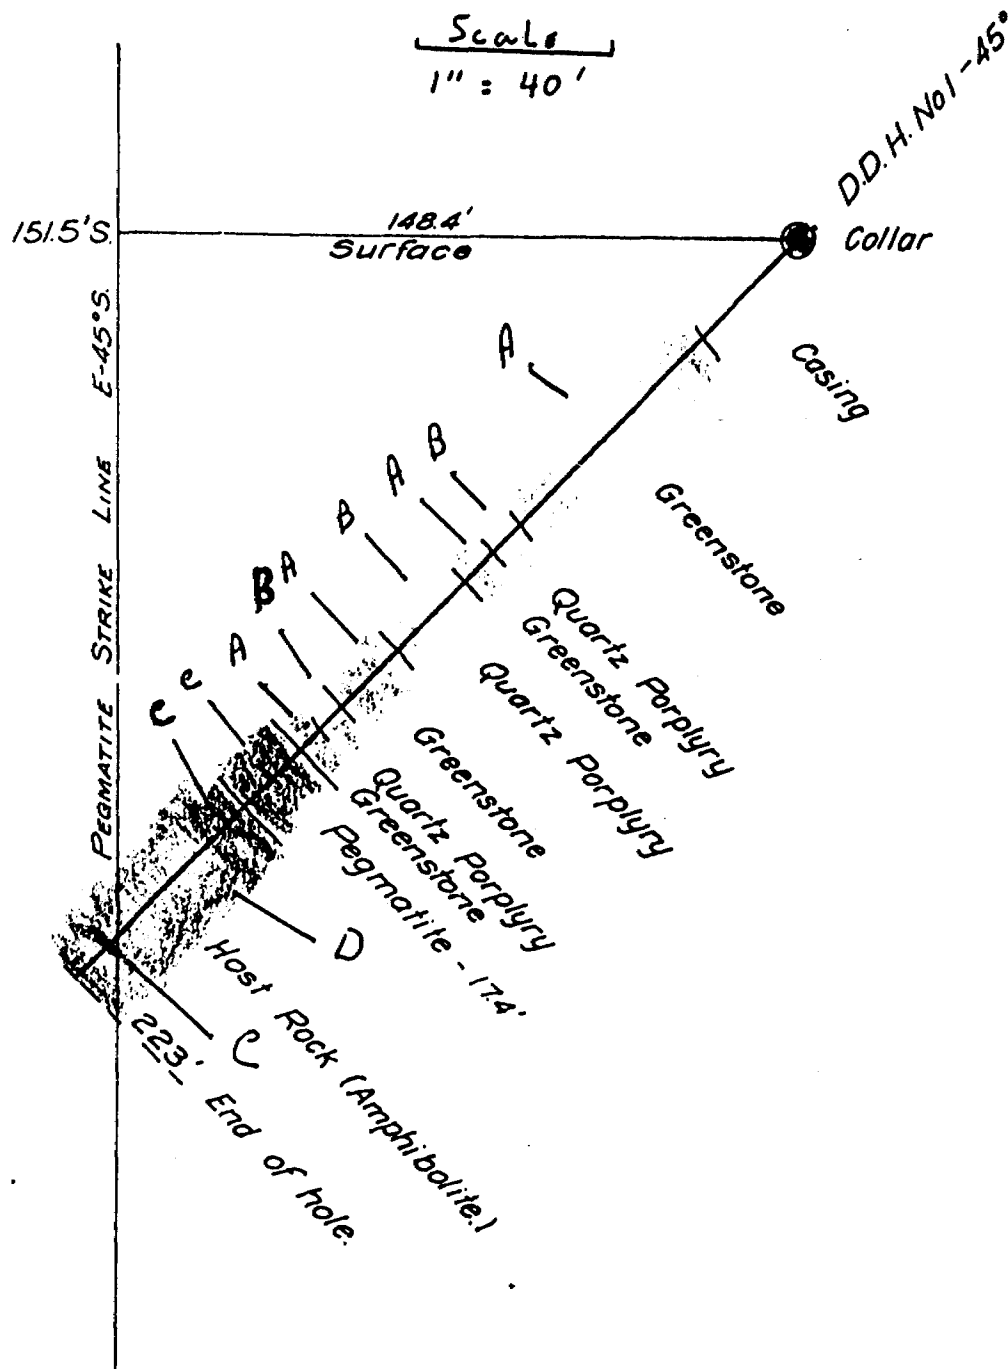 Scale
1" = 40'
D.D.H. No1-45°
151.5'S.
148.4'
Surface
Collar
PEGMATITE STRIKE LINE E-45°S.
A
B
A
B
A
B
A
C
C
Casing
Greenstone
Quartz Porplyry
Greenstone
Quartz Porplyry
Greenstone
Quartz Porplyry
Greenstone
Pegmatite - 17.4'
D
Host Rock (Amphibolite.)
C
223' End of hole.